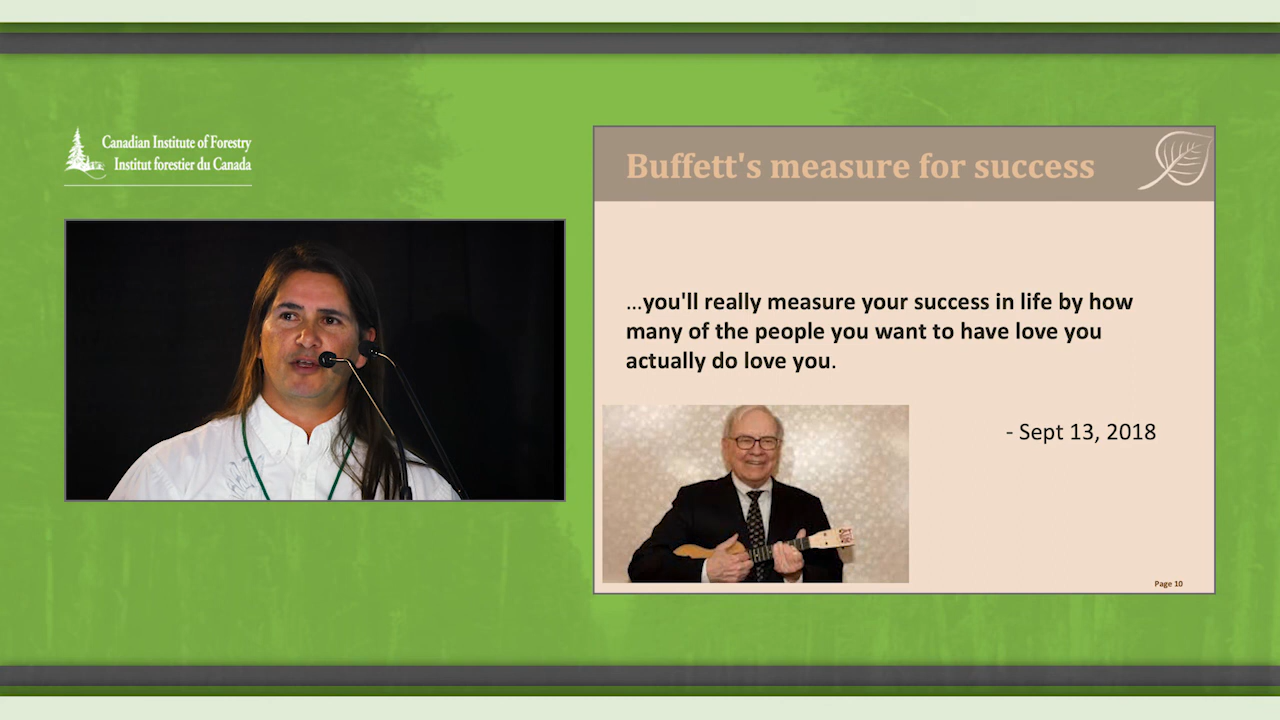 Canadian Institute of Forestry
Institut forestier du Canada
Buffett's measure for success
...you'll really measure your success in life by how
many of the people you want to have love you
actually do love you.
- Sept 13, 2018
Page 10